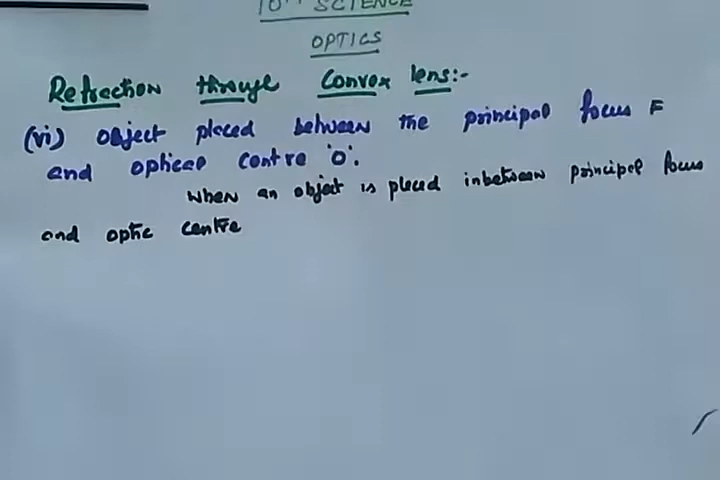 10th SCIENCE
OPTICS
Refraction through Convex lens:-
(vi) object placed between the principal focus F
and optical centre 'O'.
When an object is placed inbetween principal focus
and optic centre